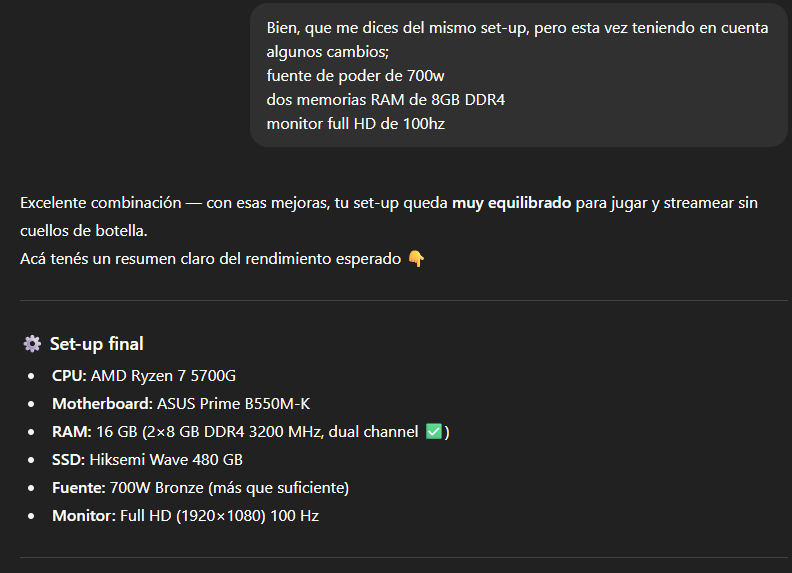 Bien, que me dices del mismo set-up, pero esta vez teniendo en cuenta
algunos cambios;
fuente de poder de 700w
dos memorias RAM de 8GB DDR4
monitor full HD de 100hz
Excelente combinación — con esas mejoras, tu set-up queda muy equilibrado para jugar y streamear sin
cuellos de botella.
Acá tenés un resumen claro del rendimiento esperado 👇
⚙️ Set-up final
• CPU: AMD Ryzen 7 5700G
• Motherboard: ASUS Prime B550M-K
• RAM: 16 GB (2×8 GB DDR4 3200 MHz, dual channel ✅)
• SSD: Hiksemi Wave 480 GB
• Fuente: 700W Bronze (más que suficiente)
• Monitor: Full HD (1920×1080) 100 Hz